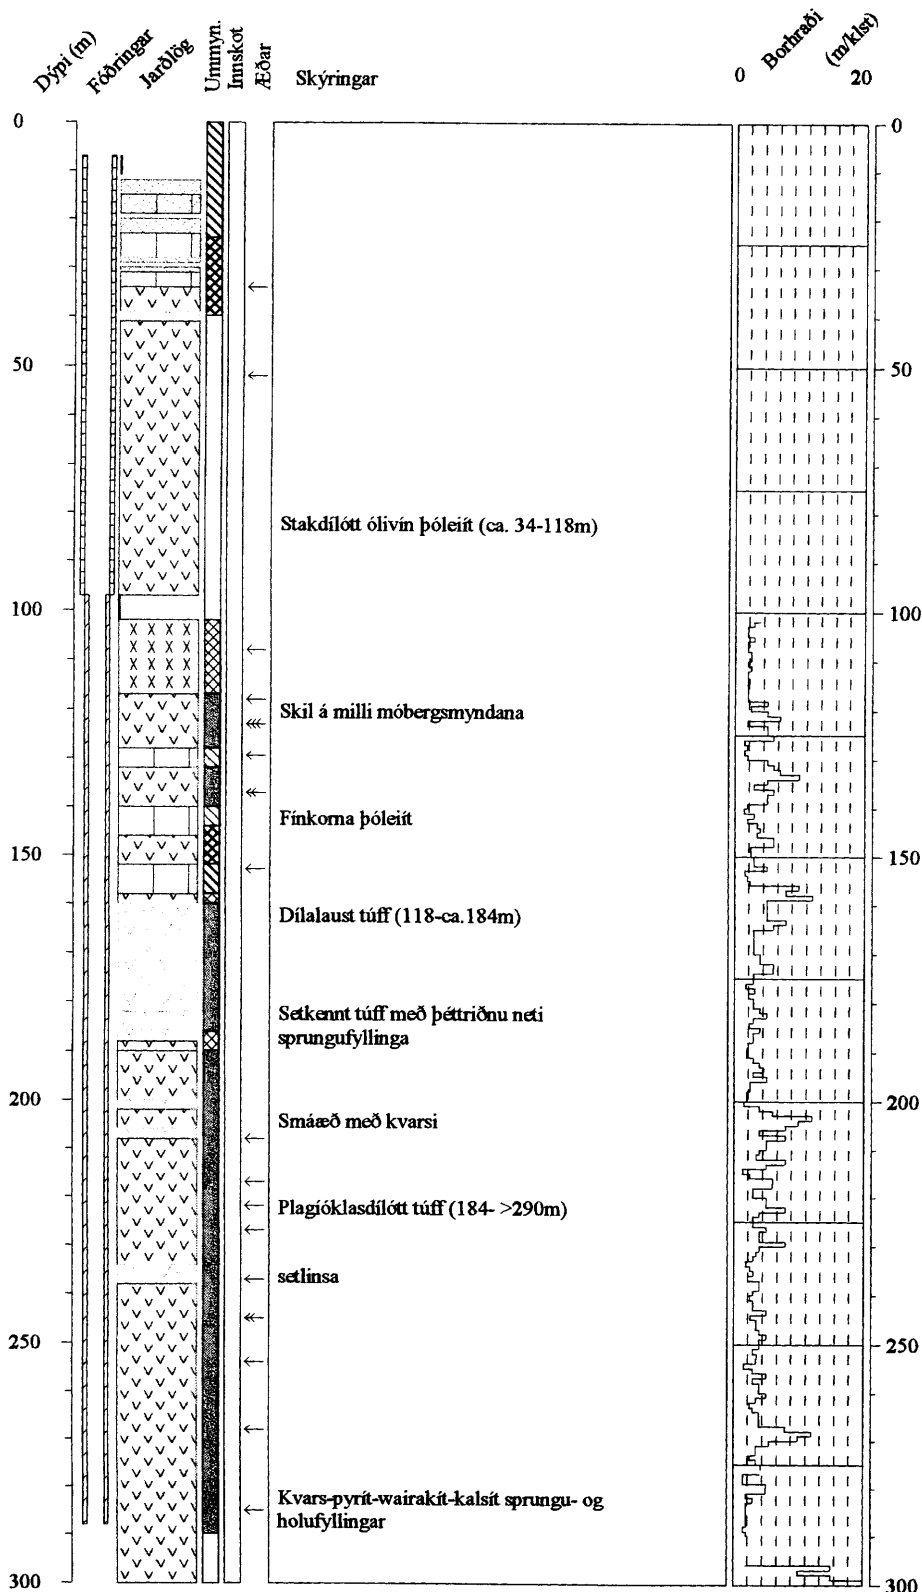 Dýpi (m)
Fóðringar
Jarðlög
Ummyn.
Innskot
Æðar
Skýringar
Borhraði
(m/klst)
0 20
0 0
50 50
Stakdílótt ólivín þóleiít (ca. 34-118m)
100 100
Skil á milli móbergsmyndana
Fínkorna þóleiít
150 150
Dílalaust túff (118-ca.184m)
Setkennt túff með þéttriðnu neti
sprungufyllinga
200 200
Smáæð með kvarsi
Plagíóklasdílótt túff (184- >290m)
setlinsa
250 250
Kvars-pyrít-wairakít-kalsít sprungu- og
holufyllingar
300 300